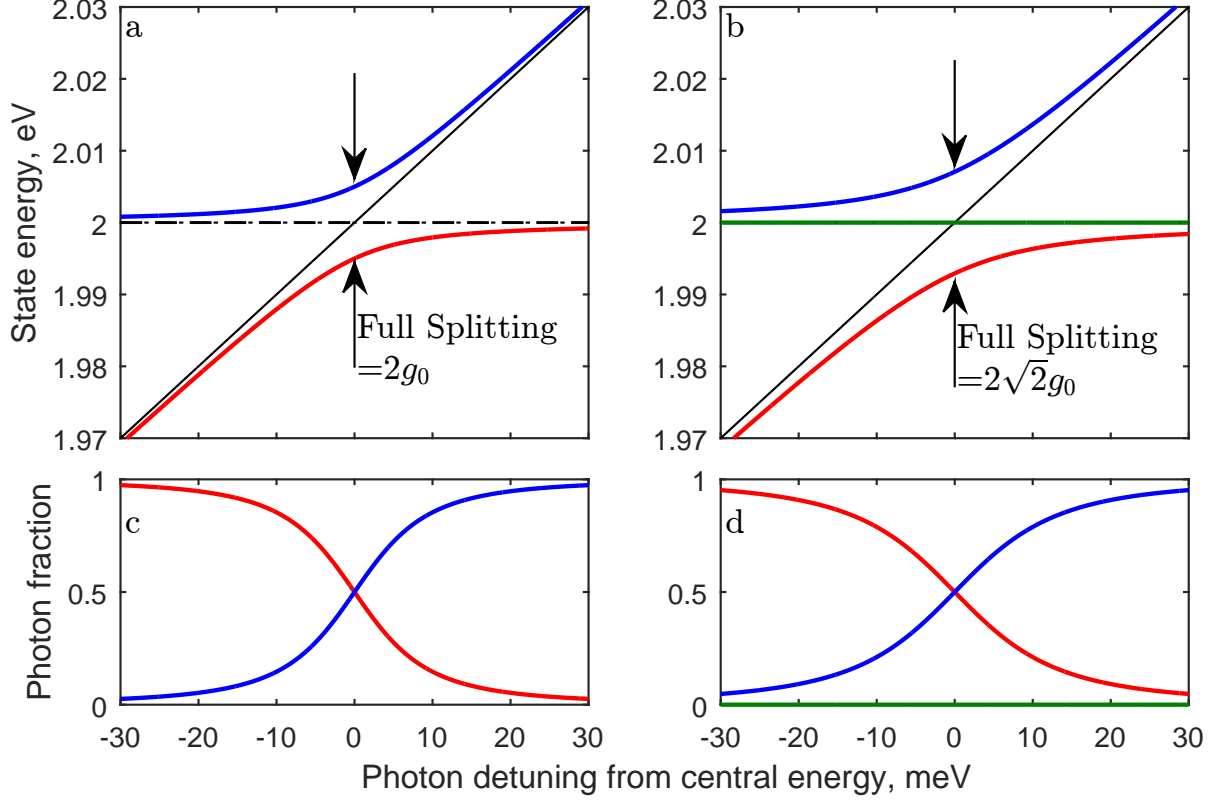 a
b
State energy, eV
2.03
2.02
2.01
2
1.99
1.98
1.97
Full Splitting
=2g₀
2.03
2.02
2.01
2
1.99
1.98
1.97
Full Splitting
=2√2g₀
c
d
Photon fraction
1
0.5
0
1
0.5
0
-30 -20 -10 0 10 20 30
-30 -20 -10 0 10 20 30
Photon detuning from central energy, meV